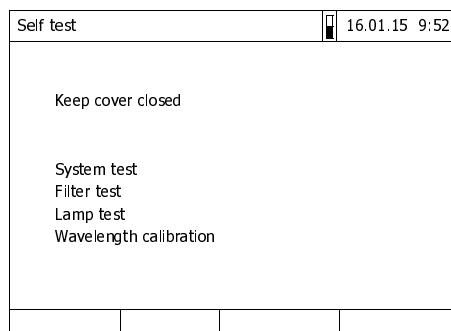 Self test 16.01.15 9:52
Keep cover closed
System test
Filter test
Lamp test
Wavelength calibration